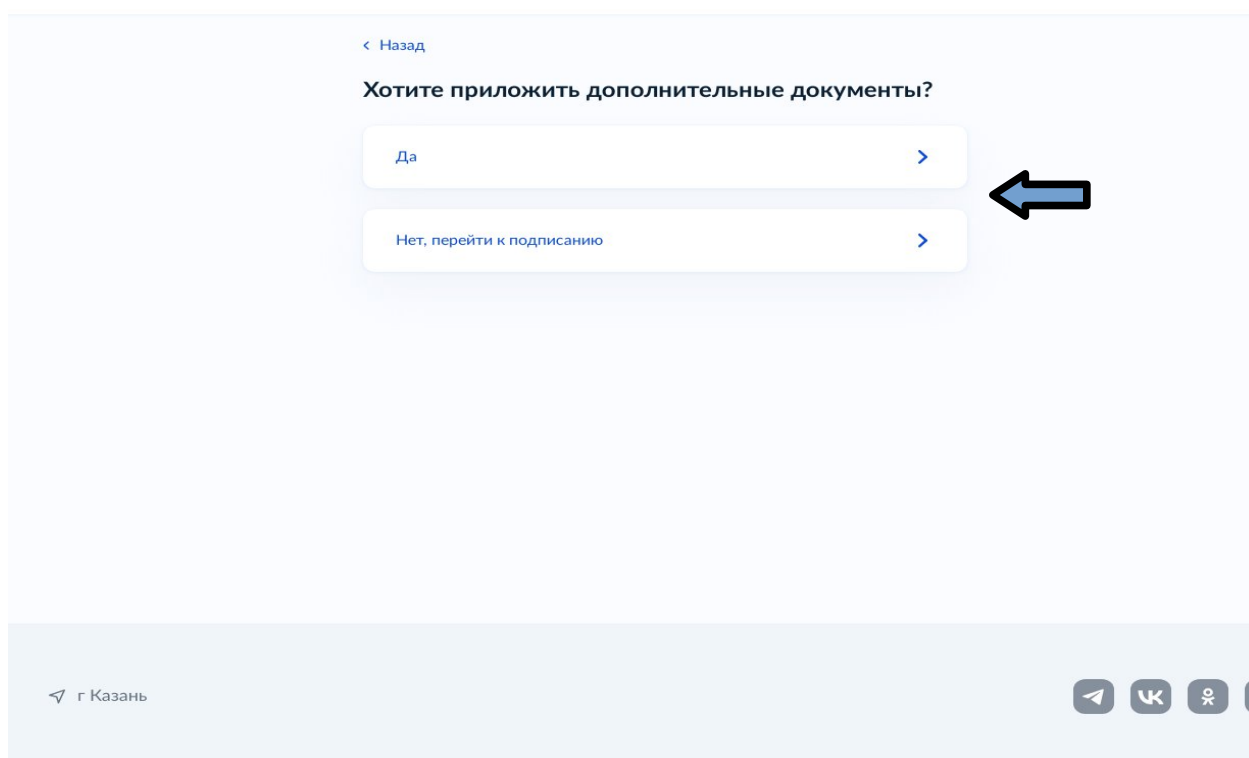 Назад
Хотите приложить дополнительные документы?
Да
Нет, перейти к подписанию
г Казань